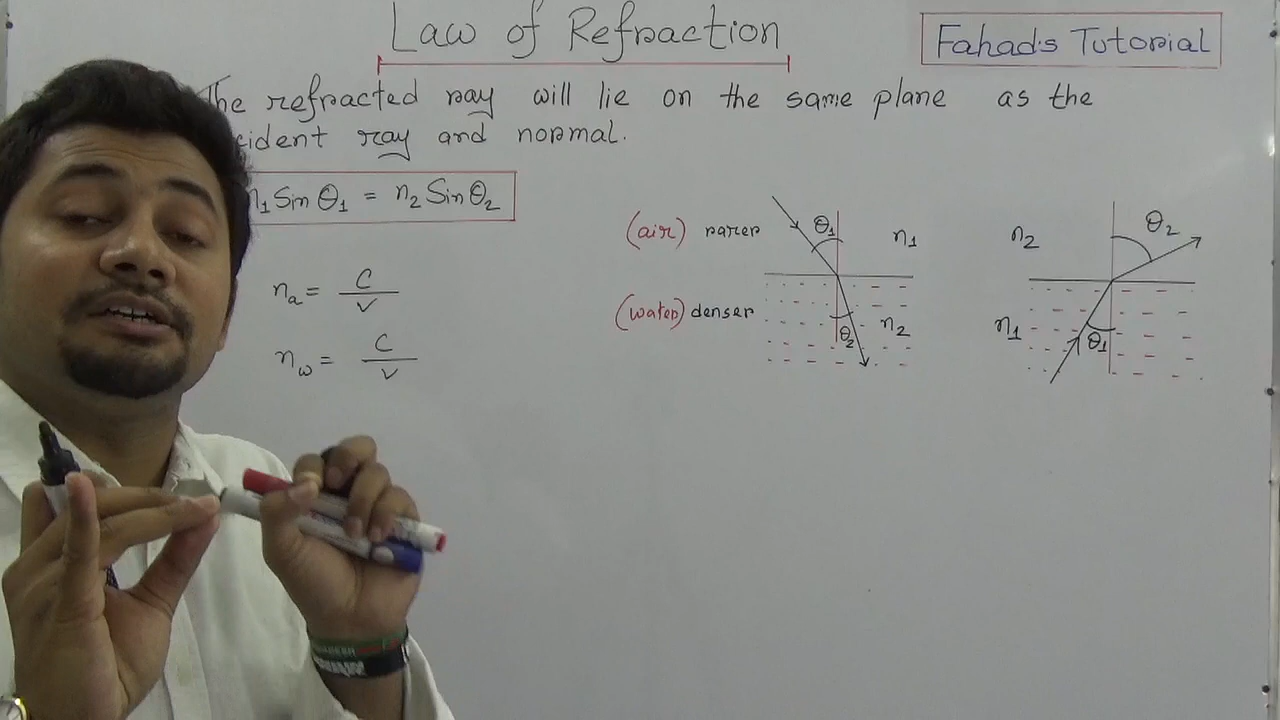 Law of Refraction
Fahad's Tutorial
The refracted ray will lie on the same plane as the
cident ray and normal.
n₁ Sin θ₁ = n₂ Sin θ₂
nₐ = C/v
n_w = C/v
(air) rarer
θ₁
n₁
(water) denser
θ₂
n₂
n₂
θ₂
n₁
θ₁